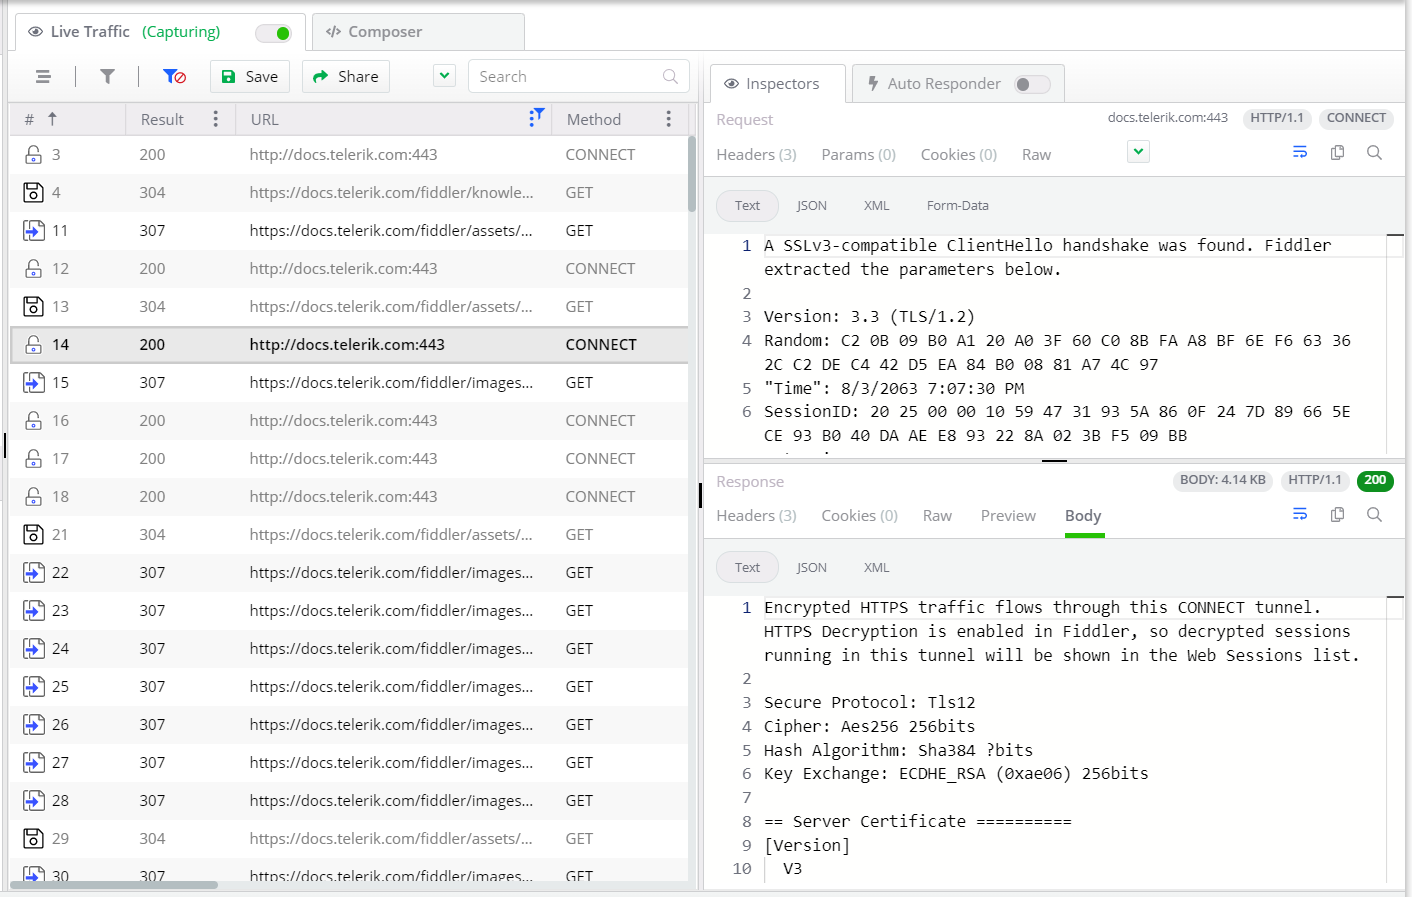 Live Traffic (Capturing)
Composer
Save
Share
Search
# Result URL Method
3 200 http://docs.telerik.com:443 CONNECT
4 304 https://docs.telerik.com/fiddler/knowle... GET
11 307 https://docs.telerik.com/fiddler/assets/... GET
12 200 http://docs.telerik.com:443 CONNECT
13 304 https://docs.telerik.com/fiddler/assets/... GET
14 200 http://docs.telerik.com:443 CONNECT
15 307 https://docs.telerik.com/fiddler/images... GET
16 200 http://docs.telerik.com:443 CONNECT
17 200 http://docs.telerik.com:443 CONNECT
18 200 http://docs.telerik.com:443 CONNECT
21 304 https://docs.telerik.com/fiddler/assets/... GET
22 307 https://docs.telerik.com/fiddler/images... GET
23 307 https://docs.telerik.com/fiddler/images... GET
24 307 https://docs.telerik.com/fiddler/images... GET
25 307 https://docs.telerik.com/fiddler/images... GET
26 307 https://docs.telerik.com/fiddler/images... GET
27 307 https://docs.telerik.com/fiddler/images... GET
28 307 https://docs.telerik.com/fiddler/images... GET
29 304 https://docs.telerik.com/fiddler/assets/... GET
30 307 https://docs.telerik.com/fiddler/images... GET
Inspectors
Auto Responder
Request docs.telerik.com:443 HTTP/1.1 CONNECT
Headers (3) Params (0) Cookies (0) Raw
Text JSON XML Form-Data
1 A SSLv3-compatible ClientHello handshake was found. Fiddler
extracted the parameters below.
2
3 Version: 3.3 (TLS/1.2)
4 Random: C2 0B 09 B0 A1 20 A0 3F 60 C0 8B FA A8 BF 6E F6 63 36
2C C2 DE C4 42 D5 EA 84 B0 08 81 A7 4C 97
5 "Time": 8/3/2063 7:07:30 PM
6 SessionID: 20 25 00 00 10 59 47 31 93 5A 86 0F 24 7D 89 66 5E
CE 93 B0 40 DA AE E8 93 22 8A 02 3B F5 09 BB
Response BODY: 4.14 KB HTTP/1.1 200
Headers (3) Cookies (0) Raw Preview Body
Text JSON XML
1 Encrypted HTTPS traffic flows through this CONNECT tunnel.
HTTPS Decryption is enabled in Fiddler, so decrypted sessions
running in this tunnel will be shown in the Web Sessions list.
2
3 Secure Protocol: Tls12
4 Cipher: Aes256 256bits
5 Hash Algorithm: Sha384 ?bits
6 Key Exchange: ECDHE_RSA (0xae06) 256bits
7
8 == Server Certificate ==========
9 [Version]
10 V3